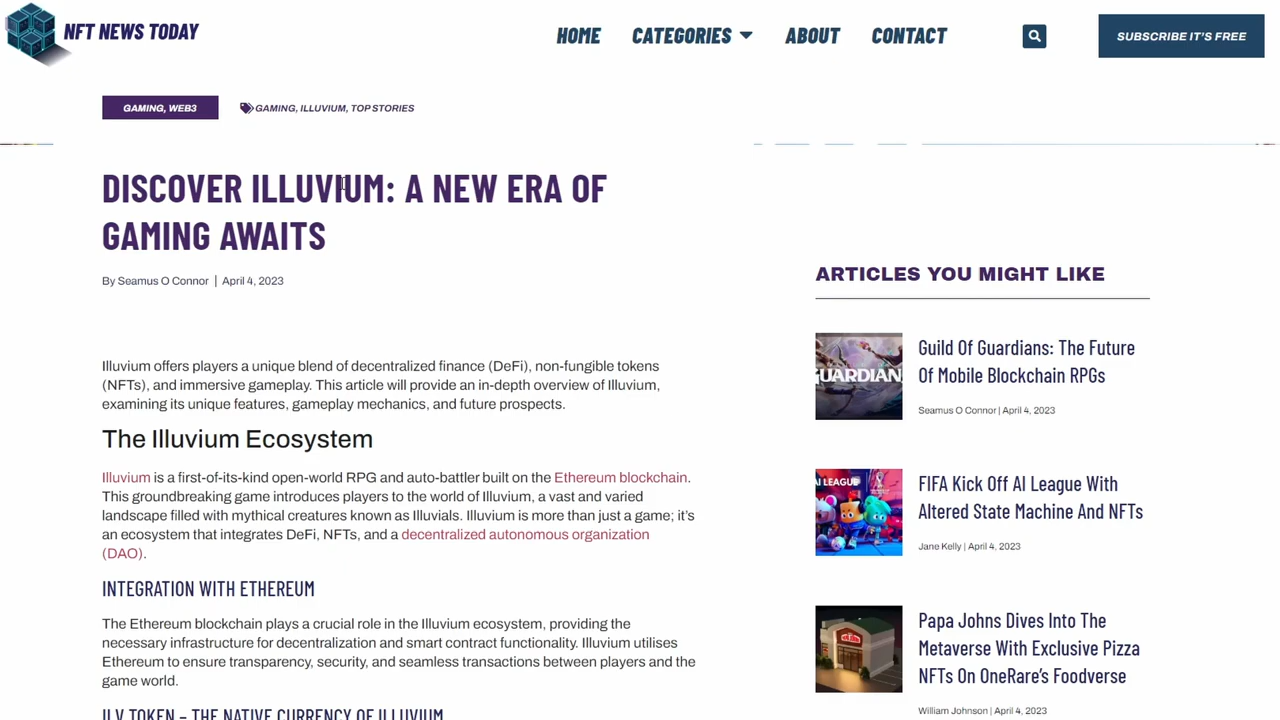 NFT NEWS TODAY
HOME CATEGORIES ABOUT CONTACT
SUBSCRIBE IT'S FREE
GAMING, WEB3
GAMING, ILLUVIUM, TOP STORIES
DISCOVER ILLUVIUM: A NEW ERA OF
GAMING AWAITS
By Seamus O Connor | April 4, 2023
Illuvium offers players a unique blend of decentralized finance (DeFi), non-fungible tokens
(NFTs), and immersive gameplay. This article will provide an in-depth overview of Illuvium,
examining its unique features, gameplay mechanics, and future prospects.
The Illuvium Ecosystem
Illuvium is a first-of-its-kind open-world RPG and auto-battler built on the Ethereum blockchain.
This groundbreaking game introduces players to the world of Illuvium, a vast and varied
landscape filled with mythical creatures known as Illuvials. Illuvium is more than just a game; it's
an ecosystem that integrates DeFi, NFTs, and a decentralized autonomous organization
(DAO).
INTEGRATION WITH ETHEREUM
The Ethereum blockchain plays a crucial role in the Illuvium ecosystem, providing the
necessary infrastructure for decentralization and smart contract functionality. Illuvium utilises
Ethereum to ensure transparency, security, and seamless transactions between players and the
game world.
ILV TOKEN – THE NATIVE CURRENCY OF ILLUVIUM
ARTICLES YOU MIGHT LIKE
GUARDIAN
Guild Of Guardians: The Future
Of Mobile Blockchain RPGs
Seamus O Connor | April 4, 2023
AI LEAGUE
FIFA Kick Off AI League With
Altered State Machine And NFTs
Jane Kelly | April 4, 2023
Papa Johns Dives Into The
Metaverse With Exclusive Pizza
NFTs On OneRare's Foodverse
William Johnson | April 4, 2023